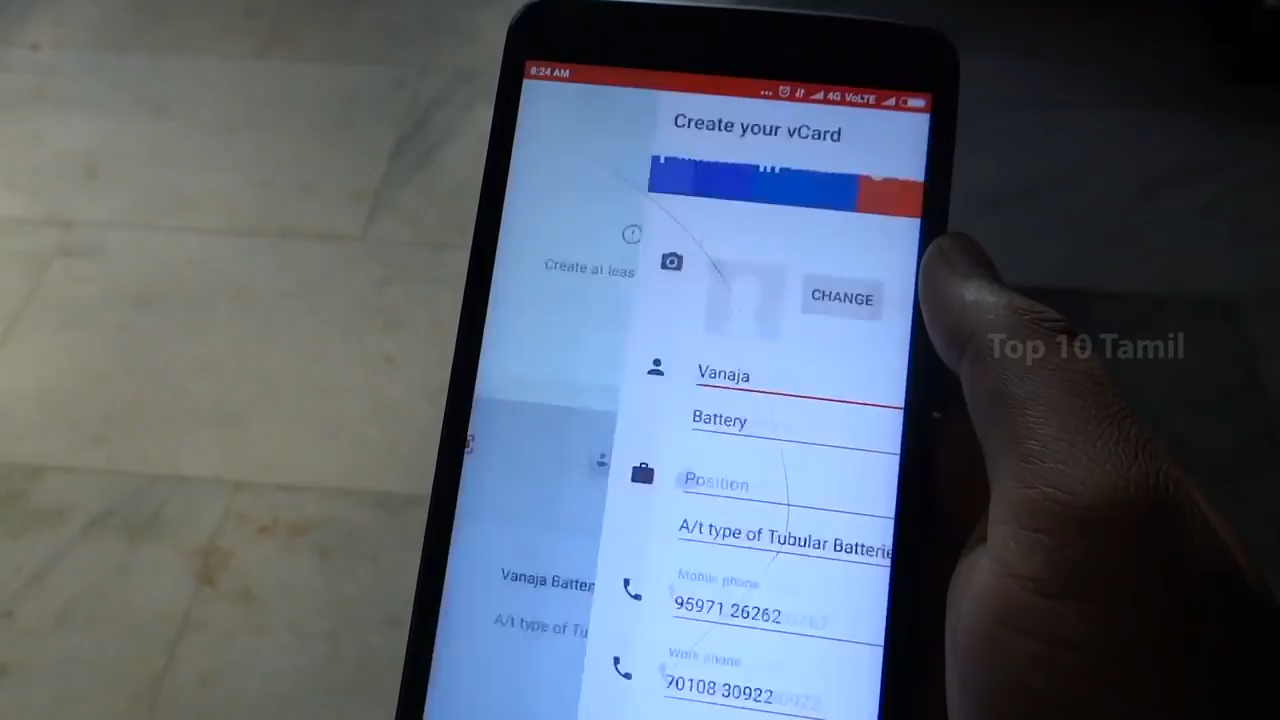 8:24 AM
4G VoLTE
Create your vCard
Create at leas
CHANGE
Top 10 Tamil
Vanaja
Battery
Position
A/t type of Tubular Batterie
Mobile phone
Vanaja Batter
95971 26262
A/t type of Tu
Work phone
70108 30922